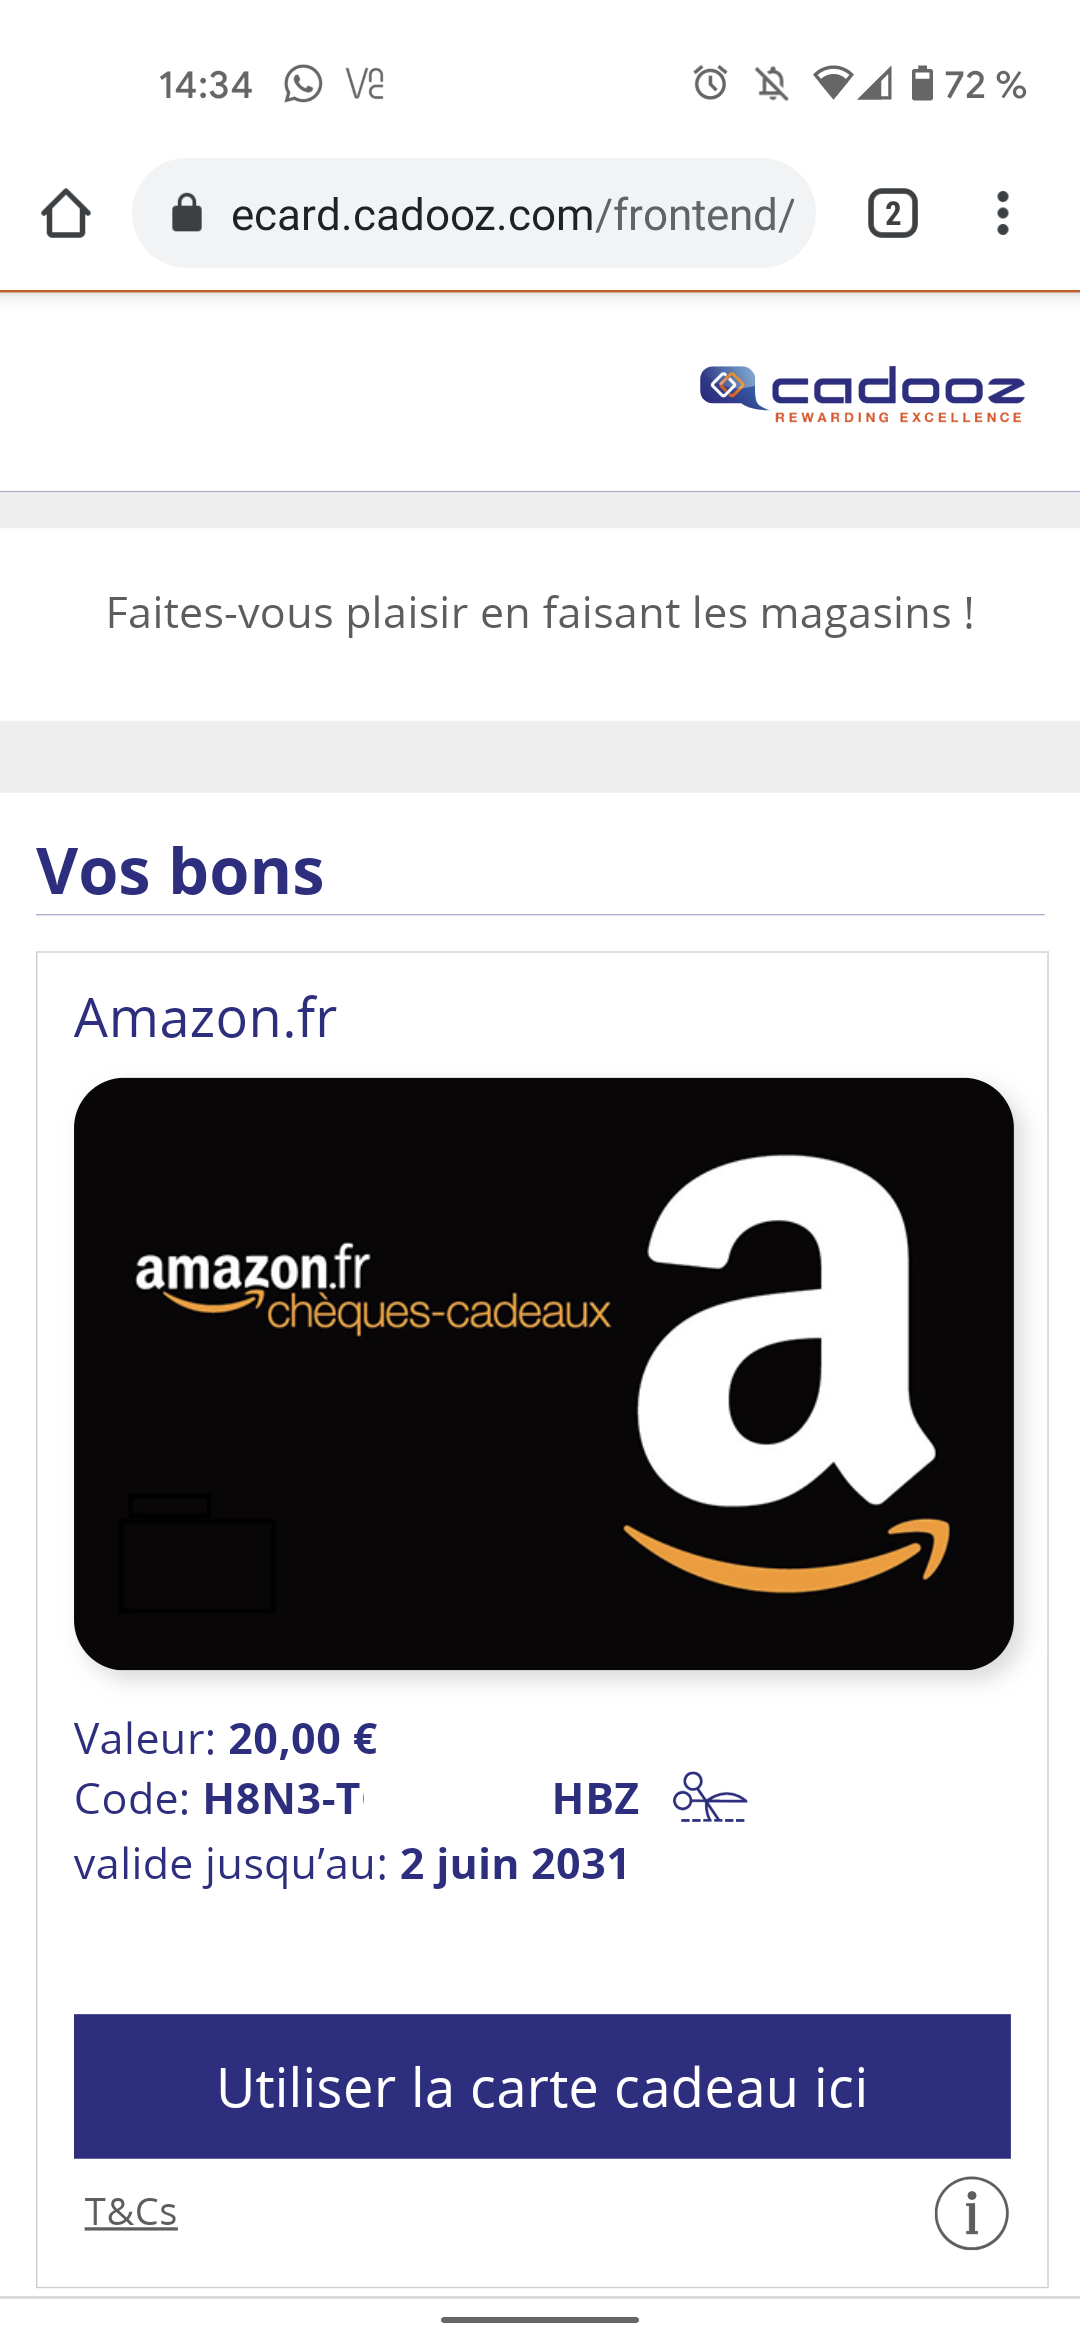 14:34
72 %
ecard.cadooz.com/frontend/
2
cadooz
REWARDING EXCELLENCE
Faites-vous plaisir en faisant les magasins !
Vos bons
Amazon.fr
amazon.fr
chèques-cadeaux
a
Valeur: 20,00 €
Code: H8N3-T HBZ
valide jusqu’au: 2 juin 2031
Utiliser la carte cadeau ici
T&Cs
i